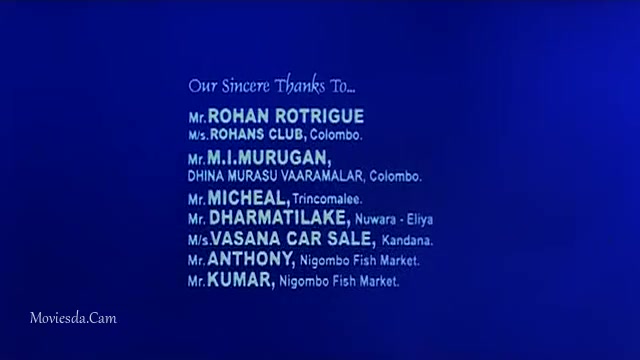 Our Sincere Thanks To...
Mr. ROHAN ROTRIGUE
M/s. ROHANS CLUB, Colombo.
Mr. M.I.MURUGAN,
DHINA MURASU VAARAMALAR, Colombo.
Mr. MICHEAL, Trincomalee.
Mr. DHARMATILAKE, Nuwara - Eliya
M/s. VASANA CAR SALE, Kandana.
Mr. ANTHONY, Nigombo Fish Market.
Mr. KUMAR, Nigombo Fish Market.
Moviesda.Cam